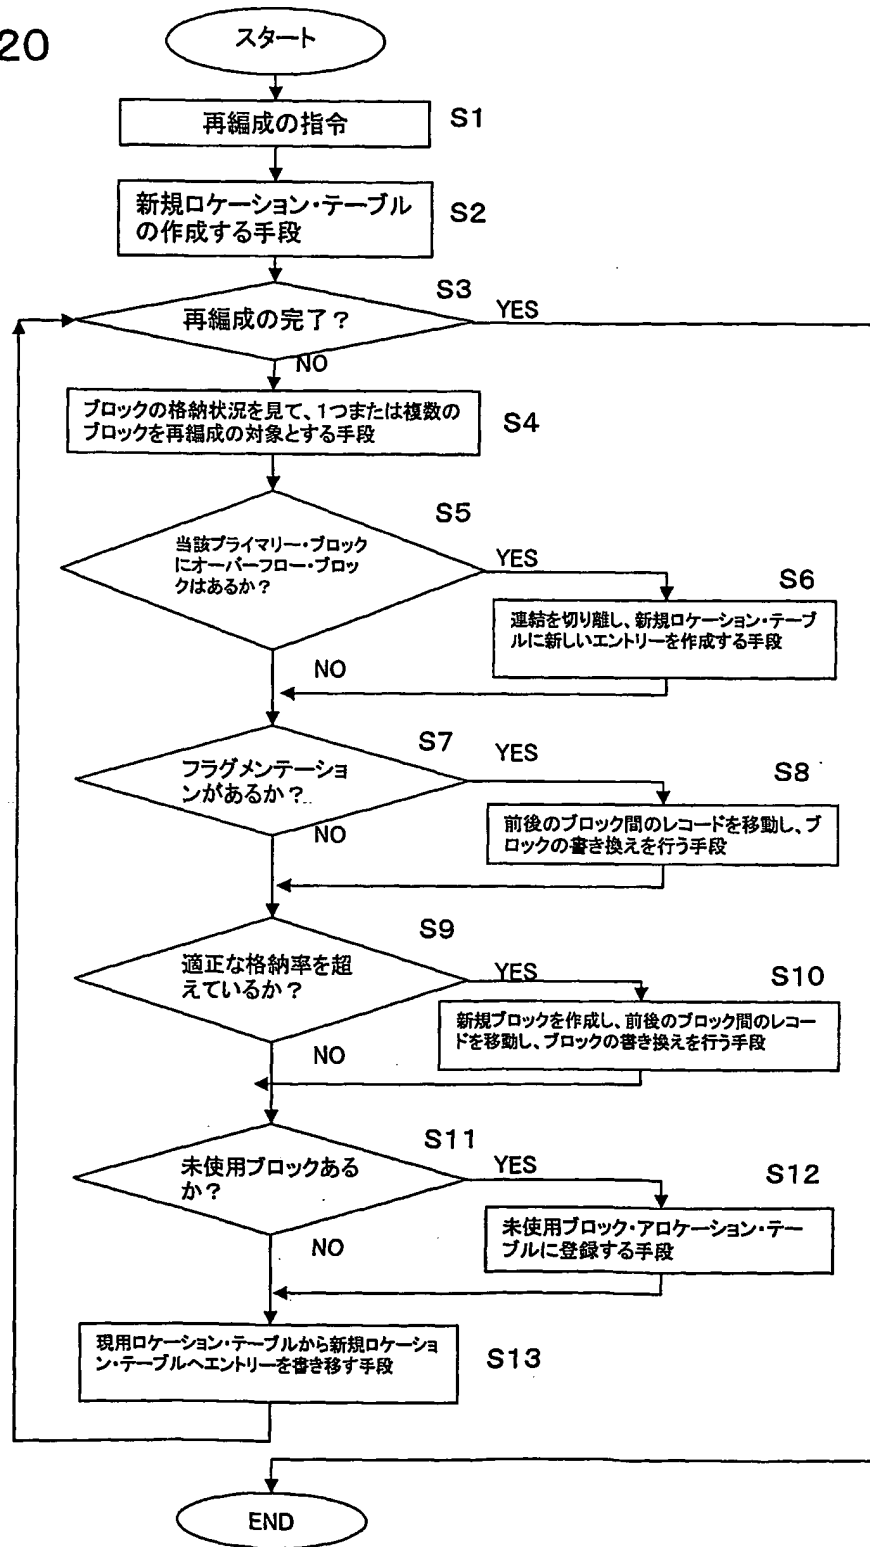 20
スタート
再編成の指令
S1
新規ロケーション・テーブル
の作成する手段
S2
再編成の完了？
S3
YES
NO
ブロックの格納状況を見て、1つまたは複数の
ブロックを再編成の対象とする手段
S4
当該プライマリー・ブロック
にオーバーフロー・ブロッ
クはあるか？
S5
YES
NO
S6
連結を切り離し、新規ロケーション・テーブ
ルに新しいエントリーを作成する手段
フラグメンテーショ
ンがあるか？
S7
YES
NO
S8
前後のブロック間のレコードを移動し、ブ
ロックの書き換えを行う手段
適正な格納率を超
えているか？
S9
YES
NO
S10
新規ブロックを作成し、前後のブロック間のレコー
ドを移動し、ブロックの書き換えを行う手段
未使用ブロックある
か？
S11
YES
NO
S12
未使用ブロック・アロケーション・テー
ブルに登録する手段
現用ロケーション・テーブルから新規ロケーショ
ン・テーブルへエントリーを書き移す手段
S13
END